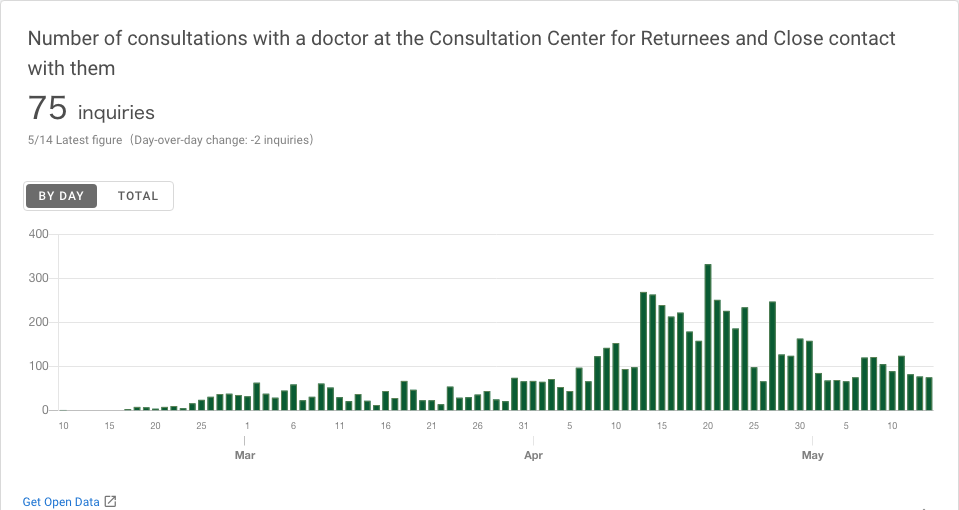 Number of consultations with a doctor at the Consultation Center for Returnees and Close contact
with them
75 inquiries
5/14 Latest figure（Day-over-day change: -2 inquiries）
BY DAY TOTAL
400
300
200
100
0
10 15 20 25 1 6 11 16 21 26 31 5 10 15 20 25 30 5 10
Mar Apr May
Get Open Data